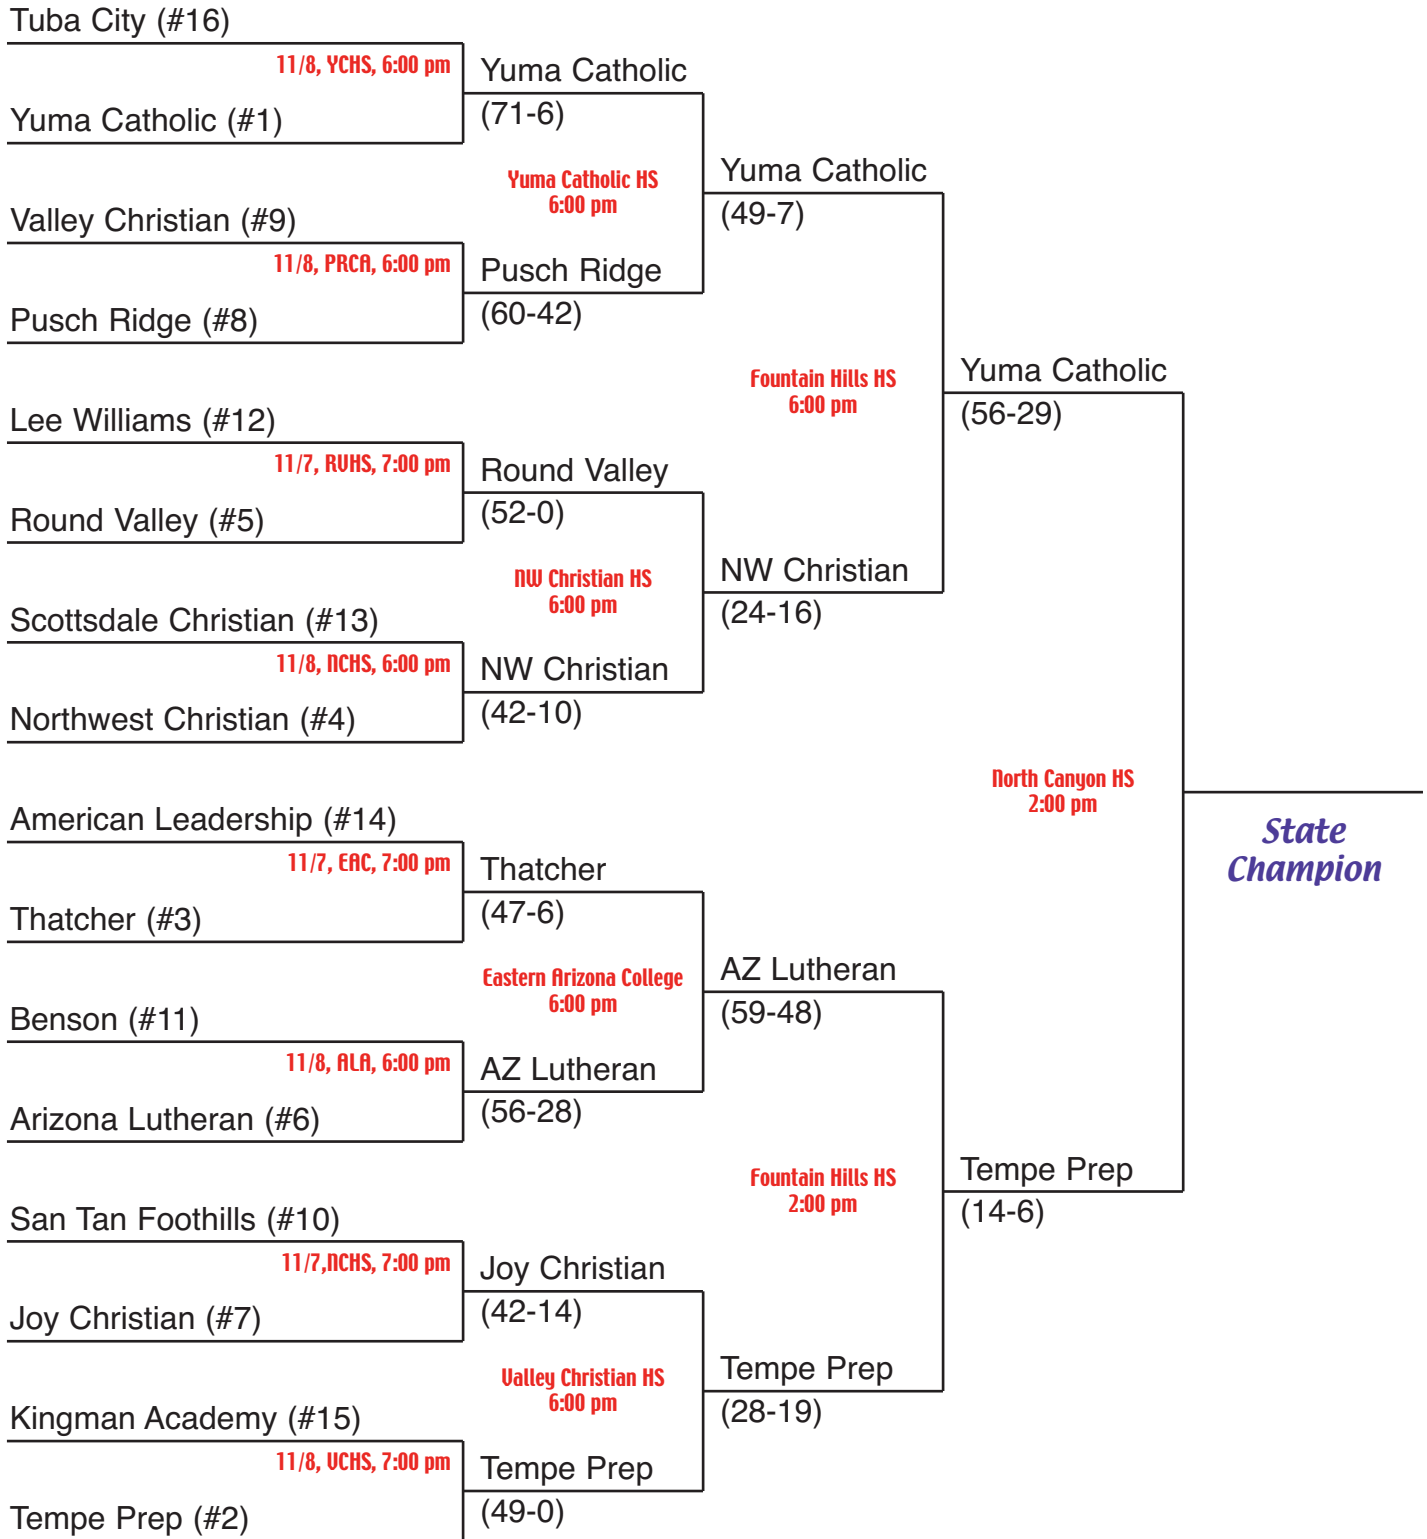 Tuba City (#16)
11/8, YCHS, 6:00 pm
Yuma Catholic (#1)
Valley Christian (#9)
11/8, PRCA, 6:00 pm
Pusch Ridge (#8)
Lee Williams (#12)
11/7, RVHS, 7:00 pm
Round Valley (#5)
Scottsdale Christian (#13)
11/8, NCHS, 6:00 pm
Northwest Christian (#4)
American Leadership (#14)
11/7, EAC, 7:00 pm
Thatcher (#3)
Benson (#11)
11/8, ALA, 6:00 pm
Arizona Lutheran (#6)
San Tan Foothills (#10)
11/7,NCHS, 7:00 pm
Joy Christian (#7)
Kingman Academy (#15)
11/8, VCHS, 7:00 pm
Tempe Prep (#2)
Yuma Catholic
(71-6)
Yuma Catholic HS
6:00 pm
Pusch Ridge
(60-42)
Round Valley
(52-0)
NW Christian HS
6:00 pm
NW Christian
(42-10)
Thatcher
(47-6)
Eastern Arizona College
6:00 pm
AZ Lutheran
(56-28)
Joy Christian
(42-14)
Valley Christian HS
6:00 pm
Tempe Prep
(49-0)
Yuma Catholic
(49-7)
Fountain Hills HS
6:00 pm
NW Christian
(24-16)
AZ Lutheran
(59-48)
Fountain Hills HS
2:00 pm
Tempe Prep
(28-19)
Yuma Catholic
(56-29)
North Canyon HS
2:00 pm
Tempe Prep
(14-6)
State
Champion